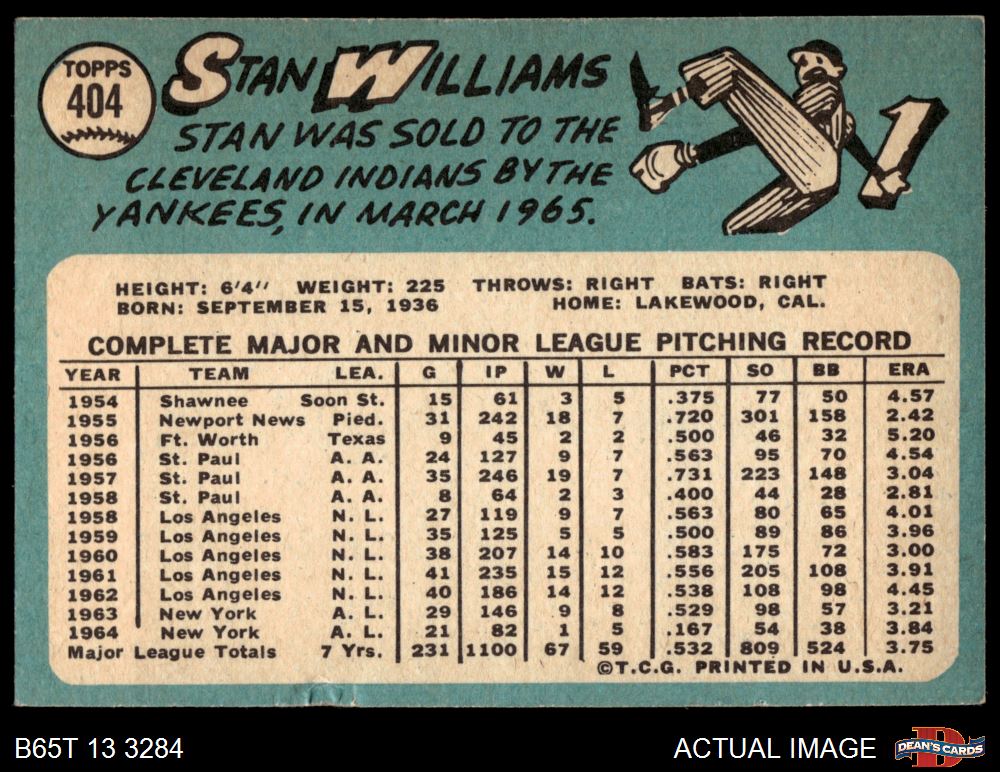 TOPPS
404
STAN WILLIAMS
STAN WAS SOLD TO THE
CLEVELAND INDIANS BY THE
YANKEES, IN MARCH 1965.
1
HEIGHT: 6'4" WEIGHT: 225 THROWS: RIGHT BATS: RIGHT
BORN: SEPTEMBER 15, 1936 HOME: LAKEWOOD, CAL.
COMPLETE MAJOR AND MINOR LEAGUE PITCHING RECORD
YEAR TEAM LEA. G IP W L PCT SO BB ERA
1954 Shawnee Soon St. 15 61 3 5 .375 77 50 4.57
1955 Newport News Pied. 31 242 18 7 .720 301 158 2.42
1956 Ft. Worth Texas 9 45 2 2 .500 46 32 5.20
1956 St. Paul A. A. 24 127 9 7 .563 95 70 4.54
1957 St. Paul A. A. 35 246 19 7 .731 223 148 3.04
1958 St. Paul A. A. 8 64 2 3 .400 44 28 2.81
1958 Los Angeles N. L. 27 119 9 7 .563 80 65 4.01
1959 Los Angeles N. L. 35 125 5 5 .500 89 86 3.96
1960 Los Angeles N. L. 38 207 14 10 .583 175 72 3.00
1961 Los Angeles N. L. 41 235 15 12 .556 205 108 3.91
1962 Los Angeles N. L. 40 186 14 12 .538 108 98 4.45
1963 New York A. L. 29 146 9 8 .529 98 57 3.21
1964 New York A. L. 21 82 1 5 .167 54 38 3.84
Major League Totals 7 Yrs. 231 1100 67 59 .532 809 524 3.75
©T.C.G. PRINTED IN U.S.A.
B65T 13 3284 ACTUAL IMAGE
DEAN'S CARDS